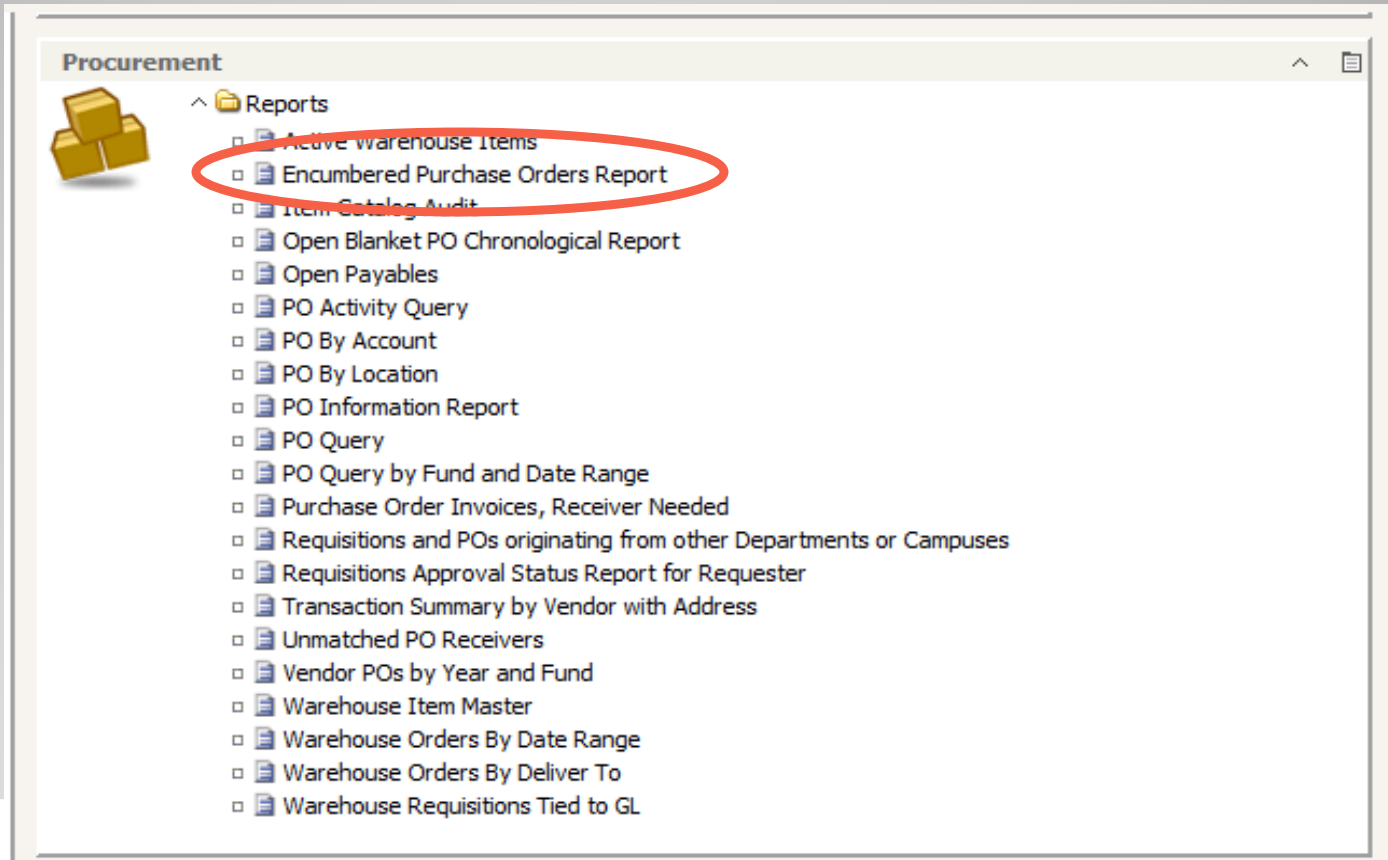 Procurement
Reports
Active Warehouse Items
Encumbered Purchase Orders Report
Item Catalog Audit
Open Blanket PO Chronological Report
Open Payables
PO Activity Query
PO By Account
PO By Location
PO Information Report
PO Query
PO Query by Fund and Date Range
Purchase Order Invoices, Receiver Needed
Requisitions and POs originating from other Departments or Campuses
Requisitions Approval Status Report for Requester
Transaction Summary by Vendor with Address
Unmatched PO Receivers
Vendor POs by Year and Fund
Warehouse Item Master
Warehouse Orders By Date Range
Warehouse Orders By Deliver To
Warehouse Requisitions Tied to GL